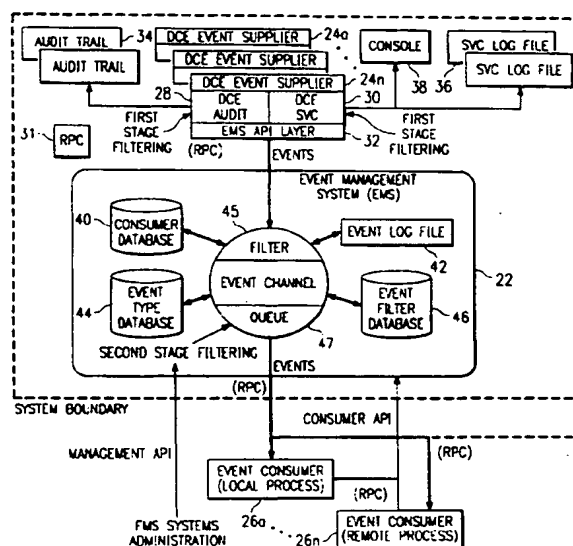 AUDIT TRAIL
34
AUDIT TRAIL
DCE EVENT SUPPLIER
24a
DCE EVENT SUPPLIER
DCE EVENT SUPPLIER
24n
CONSOLE
38
SVC LOG FILE
36
SVC LOG FILE
28
DCE AUDIT
DCE SVC
30
EMS API LAYER
32
FIRST
STAGE
FILTERING
FIRST
STAGE
FILTERING
31
RPC
(RPC)
EVENTS
EVENT MANAGEMENT
SYSTEM (EMS)
40
CONSUMER
DATABASE
45
FILTER
EVENT CHANNEL
QUEUE
47
EVENT LOG FILE
42
22
44
EVENT
TYPE
DATABASE
EVENT
FILTER
DATABASE
46
SECOND STAGE FILTERING
EVENTS
(RPC)
SYSTEM BOUNDARY
CONSUMER API
MANAGEMENT API
(RPC)
EVENT CONSUMER
(LOCAL PROCESS)
(RPC)
26a
26n
EVENT CONSUMER
(REMOTE PROCESS)
EMS SYSTEMS
ADMINISTRATION